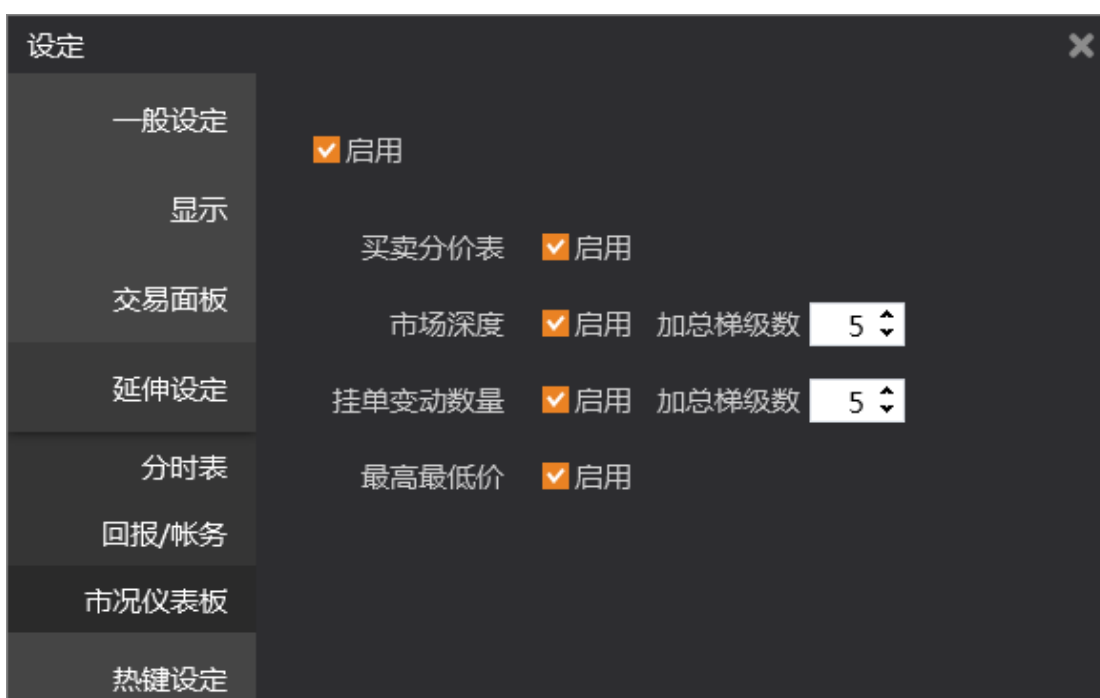 设定
一般设定
显示
交易面板
延伸设定
分时表
回报/帐务
市况仪表板
热键设定
启用
买卖分价表 启用
市场深度 启用 加总梯级数 5
挂单变动数量 启用 加总梯级数 5
最高最低价 启用